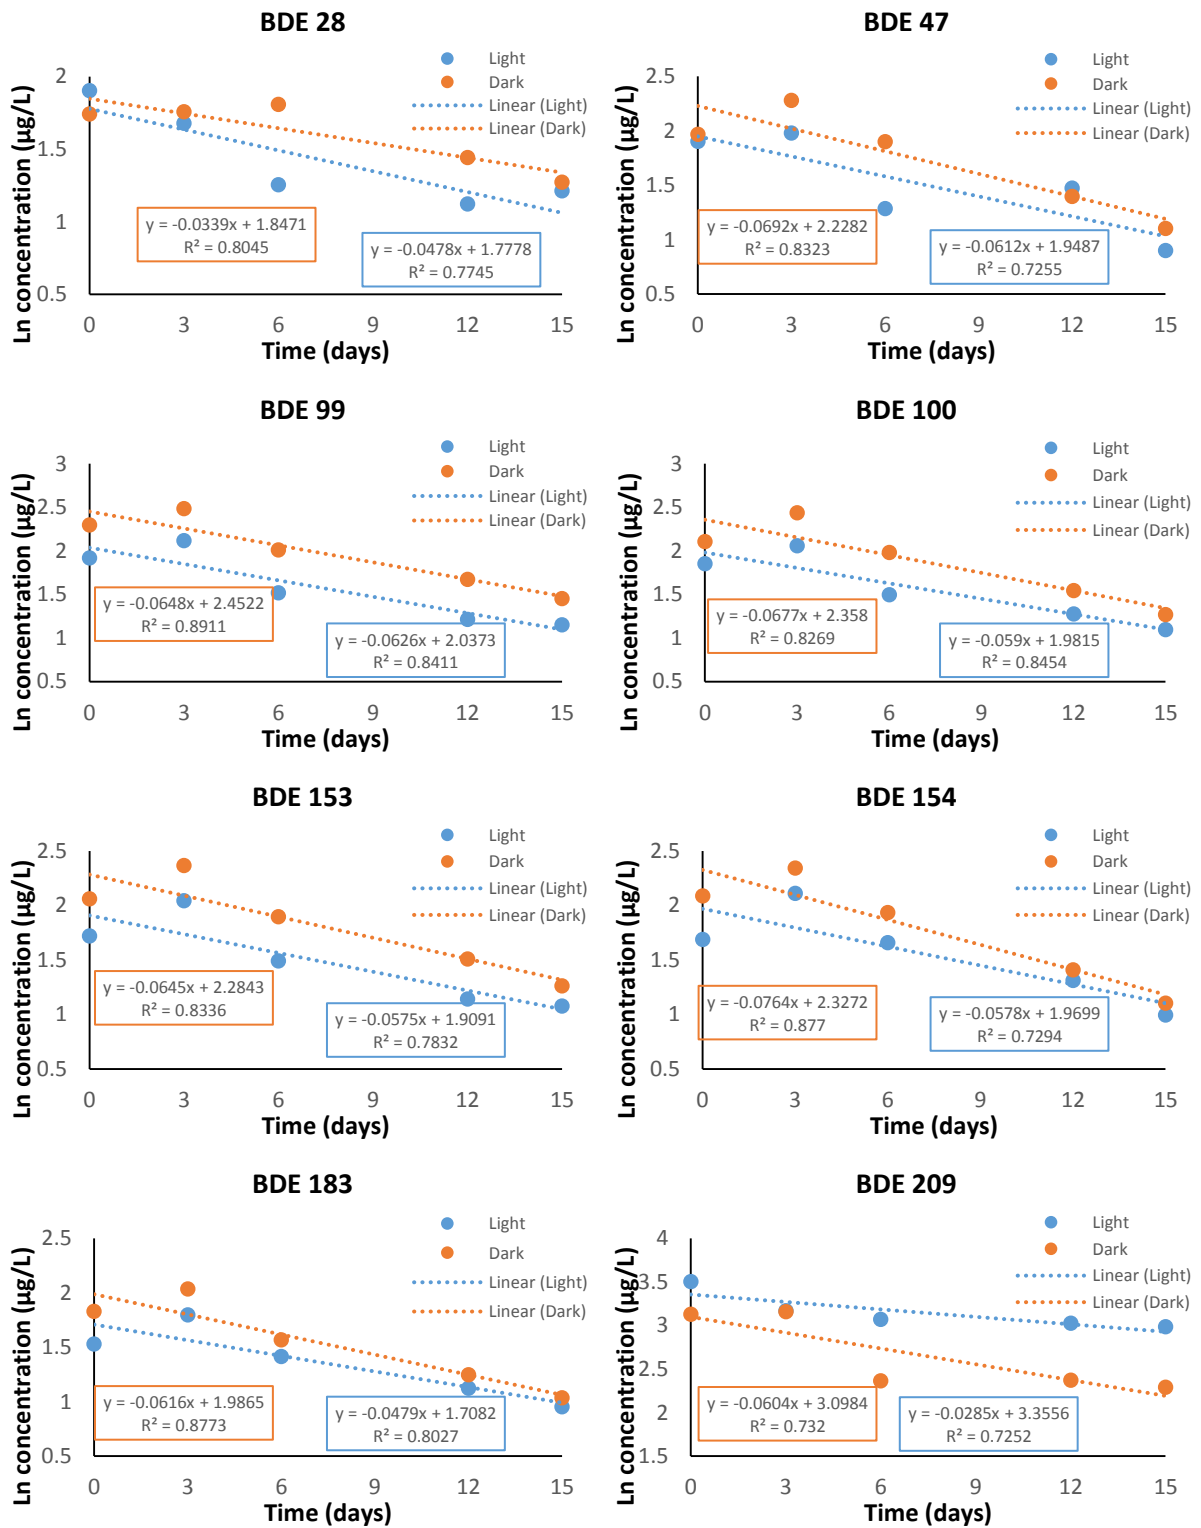 BDE 28
Light
Dark
Linear (Light)
Linear (Dark)
Ln concentration (µg/L)
2
1.5
1
0.5
y = -0.0339x + 1.8471
R² = 0.8045
y = -0.0478x + 1.7778
R² = 0.7745
0 3 6 9 12 15
Time (days)
BDE 47
Light
Dark
Linear (Light)
Linear (Dark)
Ln concentration (µg/L)
2.5
2
1.5
1
0.5
y = -0.0692x + 2.2282
R² = 0.8323
y = -0.0612x + 1.9487
R² = 0.7255
0 3 6 9 12 15
Time (days)
BDE 99
Light
Dark
Linear (Light)
Linear (Dark)
Ln concentration (µg/L)
3
2.5
2
1.5
1
0.5
y = -0.0648x + 2.4522
R² = 0.8911
y = -0.0626x + 2.0373
R² = 0.8411
0 3 6 9 12 15
Time (days)
BDE 100
Light
Dark
Linear (Light)
Linear (Dark)
Ln concentration (µg/L)
3
2.5
2
1.5
1
0.5
y = -0.0677x + 2.358
R² = 0.8269
y = -0.059x + 1.9815
R² = 0.8454
0 3 6 9 12 15
Time (days)
BDE 153
Light
Dark
Linear (Light)
Linear (Dark)
Ln concentration (µg/L)
2.5
2
1.5
1
0.5
y = -0.0645x + 2.2843
R² = 0.8336
y = -0.0575x + 1.9091
R² = 0.7832
0 3 6 9 12 15
Time (days)
BDE 154
Light
Dark
Linear (Light)
Linear (Dark)
Ln concentration (µg/L)
2.5
2
1.5
1
0.5
y = -0.0764x + 2.3272
R² = 0.877
y = -0.0578x + 1.9699
R² = 0.7294
0 3 6 9 12 15
Time (days)
BDE 183
Light
Dark
Linear (Light)
Linear (Dark)
Ln concentration (µg/L)
2.5
2
1.5
1
0.5
y = -0.0616x + 1.9865
R² = 0.8773
y = -0.0479x + 1.7082
R² = 0.8027
0 3 6 9 12 15
Time (days)
BDE 209
Light
Dark
Linear (Light)
Linear (Dark)
Ln concentration (µg/L)
4
3.5
3
2.5
2
1.5
y = -0.0604x + 3.0984
R² = 0.732
y = -0.0285x + 3.3556
R² = 0.7252
0 3 6 9 12 15
Time (days)